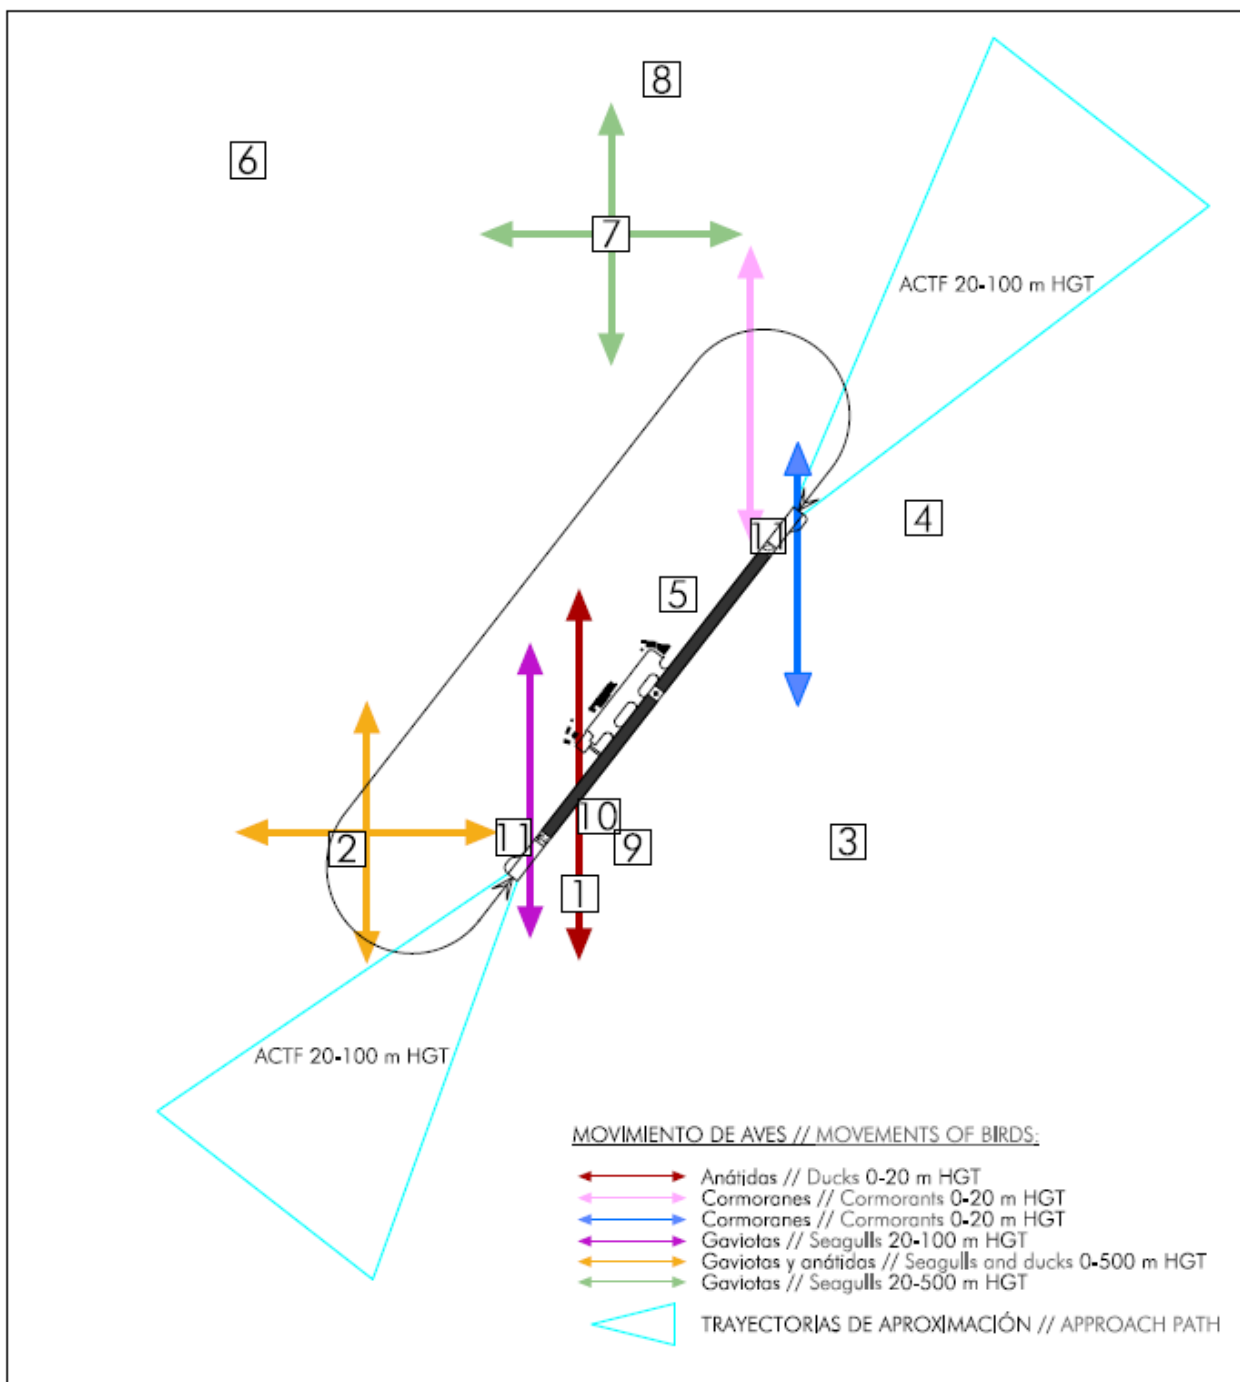 8
6
7
ACTF 20-100 m HGT
4
11
5
10
11
9
2
3
1
ACTF 20-100 m HGT
MOVIMIENTO DE AVES // MOVEMENTS OF BIRDS:
Anátidas // Ducks 0-20 m HGT
Cormoranes // Cormorants 0-20 m HGT
Cormoranes // Cormorants 0-20 m HGT
Gaviotas // Seagulls 20-100 m HGT
Gaviotas y anátidas // Seagulls and ducks 0-500 m HGT
Gaviotas // Seagulls 20-500 m HGT
TRAYECTORIAS DE APROXIMACIÓN // APPROACH PATH